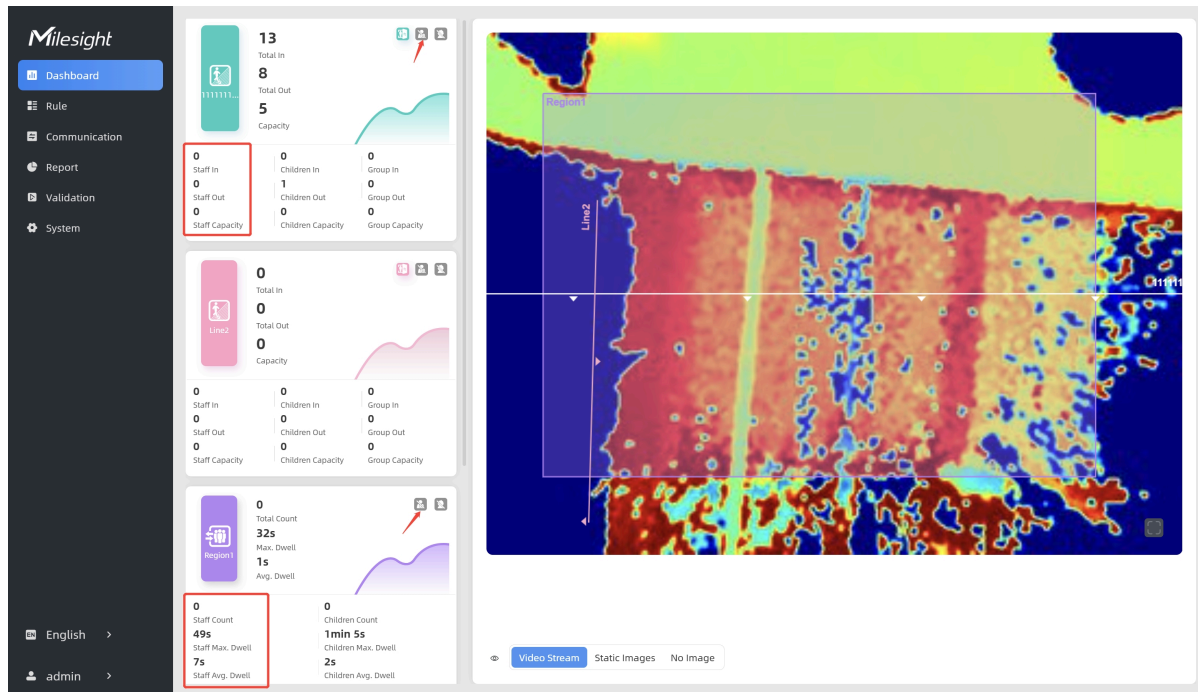 Milesight
Dashboard
Rule
Communication
Report
Validation
System
EN English >
admin >
1111111...
13
Total In
8
Total Out
5
Capacity
0
Staff In
0
Staff Out
0
Staff Capacity
0
Children In
1
Children Out
0
Children Capacity
0
Group In
0
Group Out
0
Group Capacity
Line2
0
Total In
0
Total Out
0
Capacity
0
Staff In
0
Staff Out
0
Staff Capacity
0
Children In
0
Children Out
0
Children Capacity
0
Group In
0
Group Out
0
Group Capacity
Region1
0
Total Count
32s
Max. Dwell
1s
Avg. Dwell
0
Staff Count
49s
Staff Max. Dwell
7s
Staff Avg. Dwell
0
Children Count
1min 5s
Children Max. Dwell
2s
Children Avg. Dwell
Region1
Line2
111111
Video Stream Static Images No Image